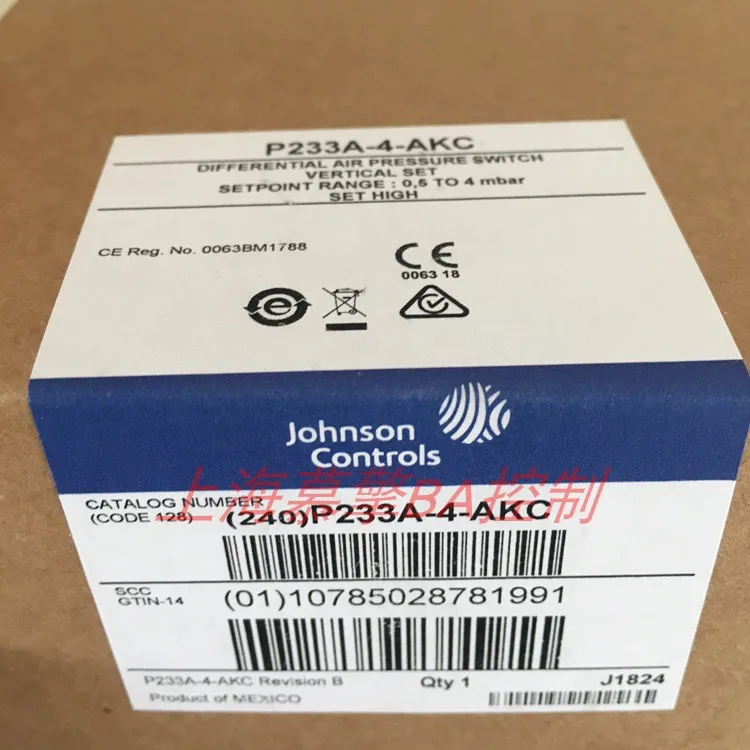 P233A-4-AKC
DIFFERENTIAL AIR PRESSURE SWITCH
VERTICAL SET
SETPOINT RANGE : 0,5 TO 4 mbar
SET HIGH
CE Reg. No. 0063BM1788
CE
0063 18
e
Johnson
Controls
上海慕擎BA控制
CATALOG NUMBER
(CODE 128)
(240)P233A-4-AKC
SCC
GTIN-14
(01)10785028781991
P233A-4-AKC Revision B
Qty 1
J1824
Product of MEXICO